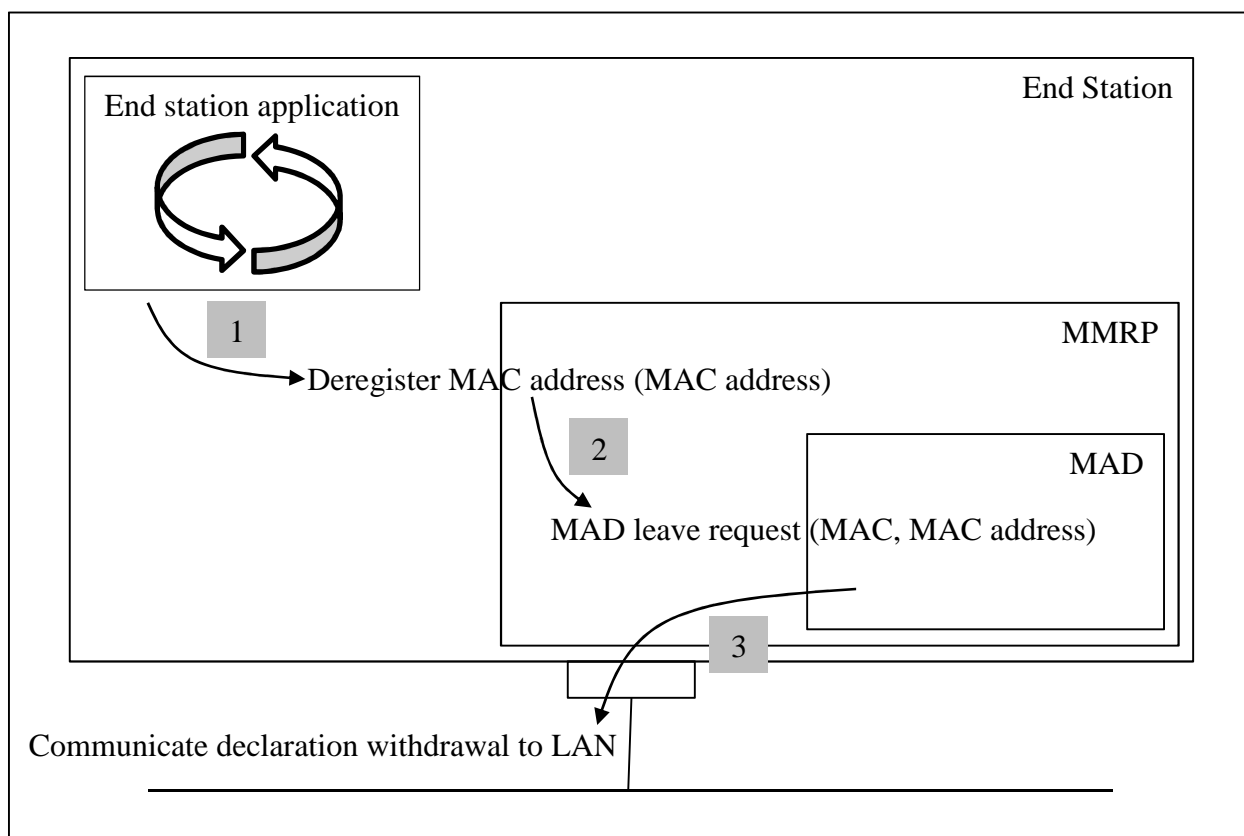 End Station
End station application
1
MMRP
Deregister MAC address (MAC address)
2
MAD
MAD leave request (MAC, MAC address)
3
Communicate declaration withdrawal to LAN